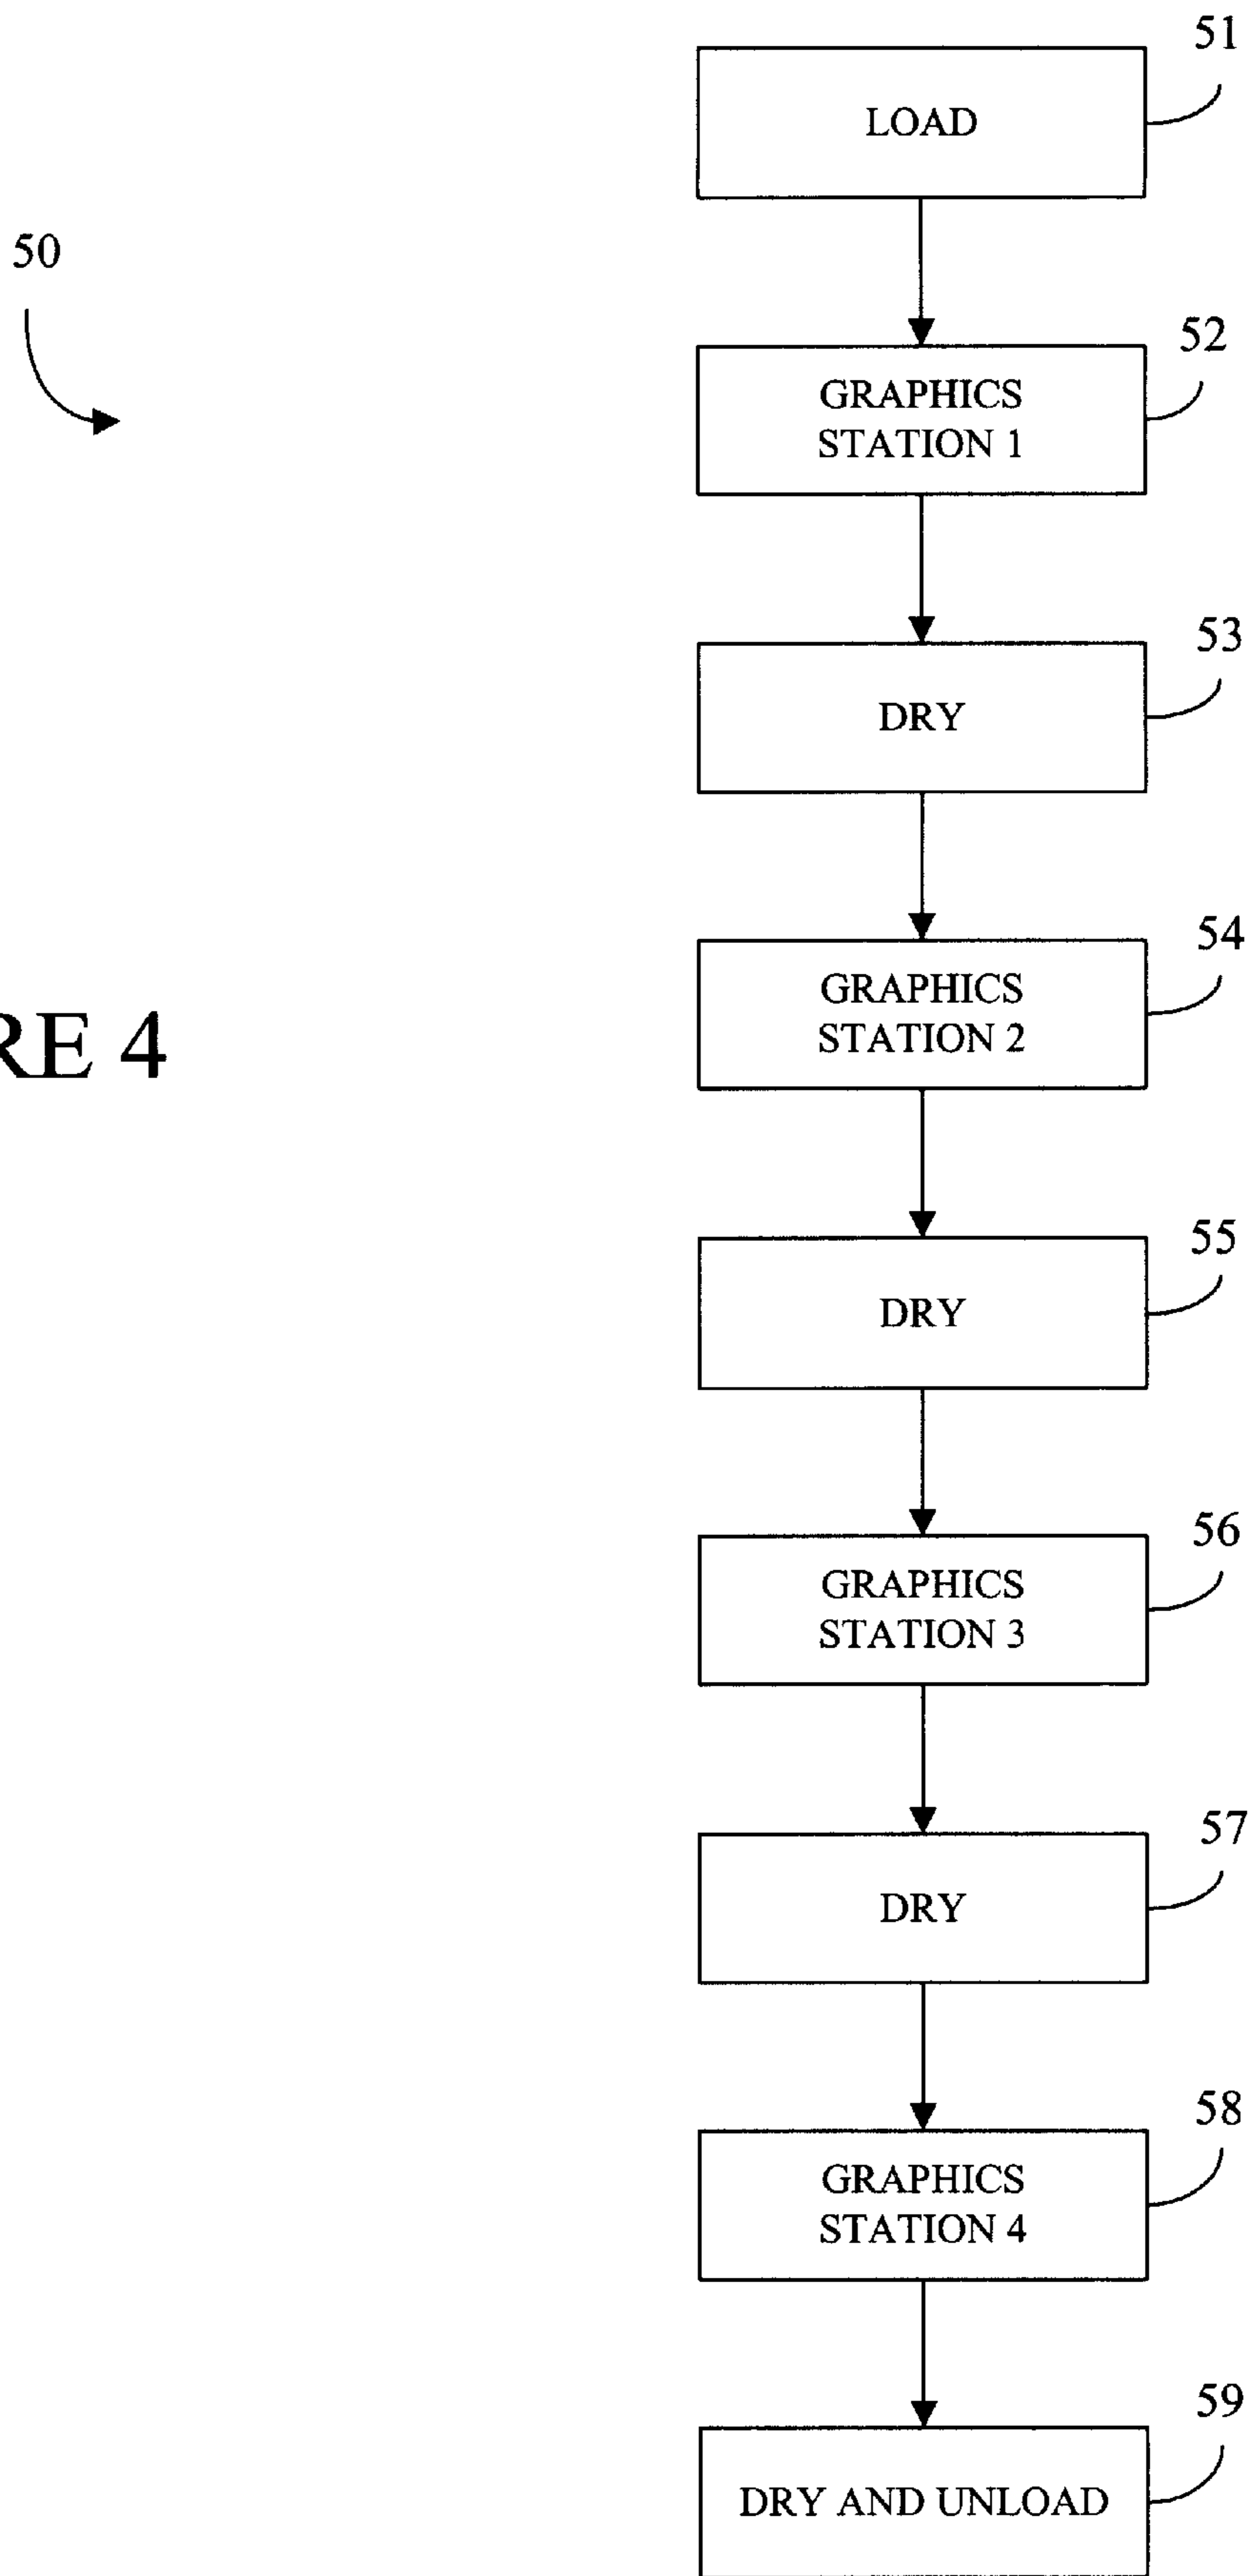 51
LOAD
50
52
GRAPHICS
STATION 1
53
DRY
54
GRAPHICS
STATION 2
RE 4
55
DRY
56
GRAPHICS
STATION 3
57
DRY
58
GRAPHICS
STATION 4
59
DRY AND UNLOAD